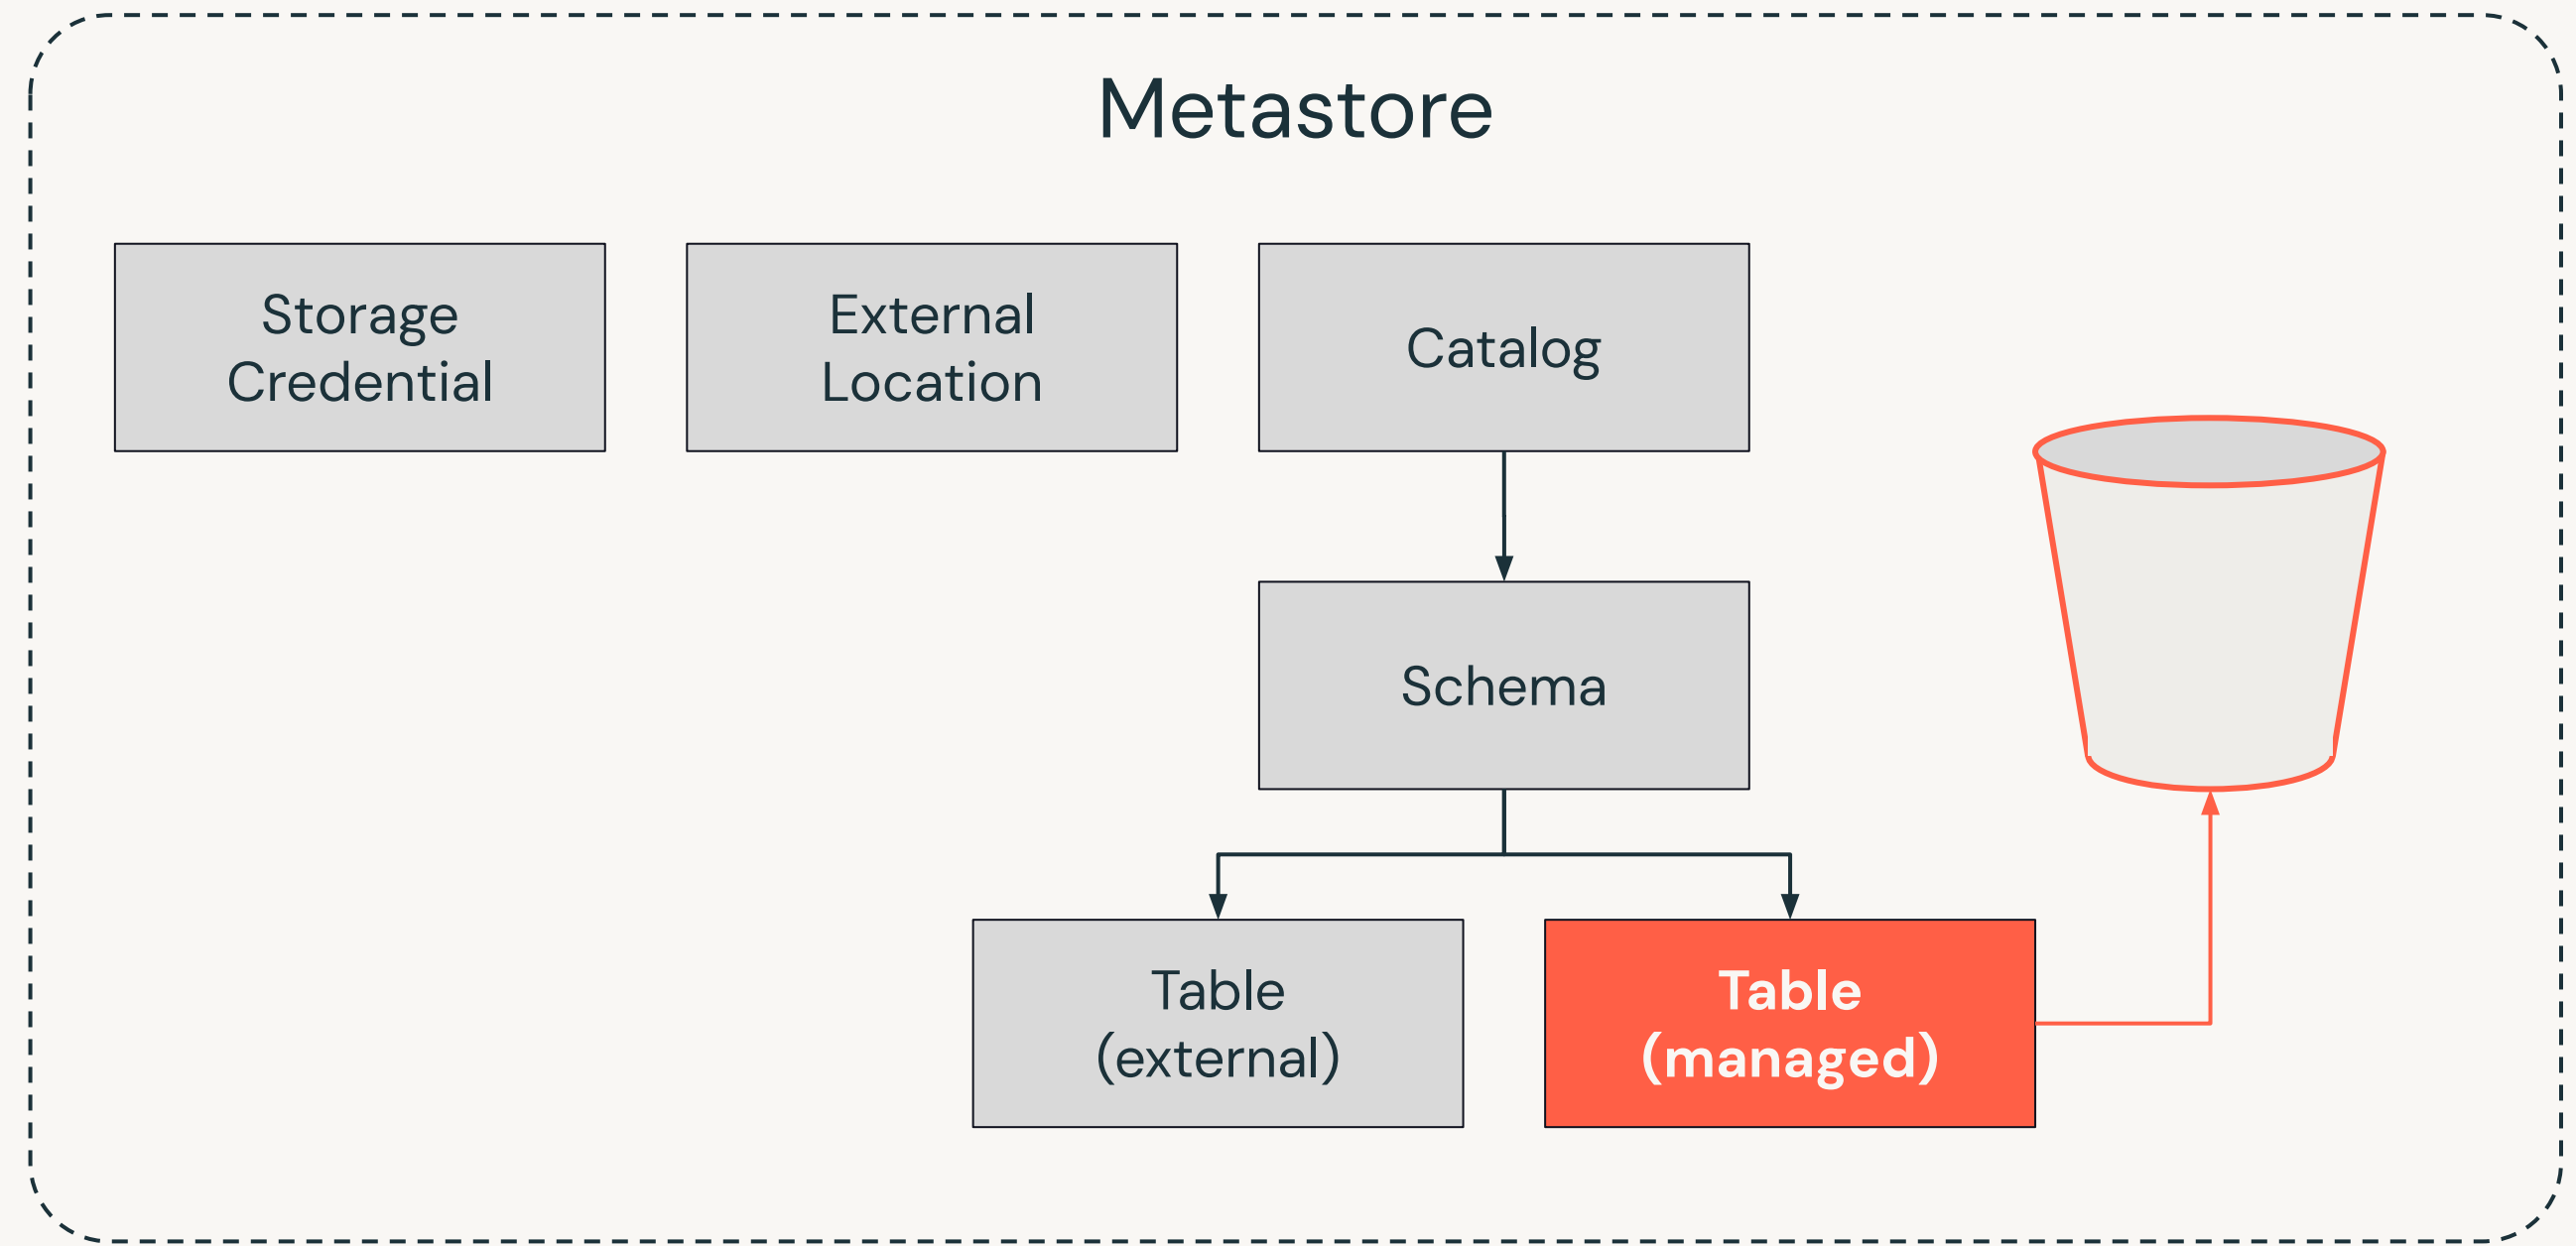 Metastore
Storage
Credential
External
Location
Catalog
Schema
Table
(external)
Table
(managed)